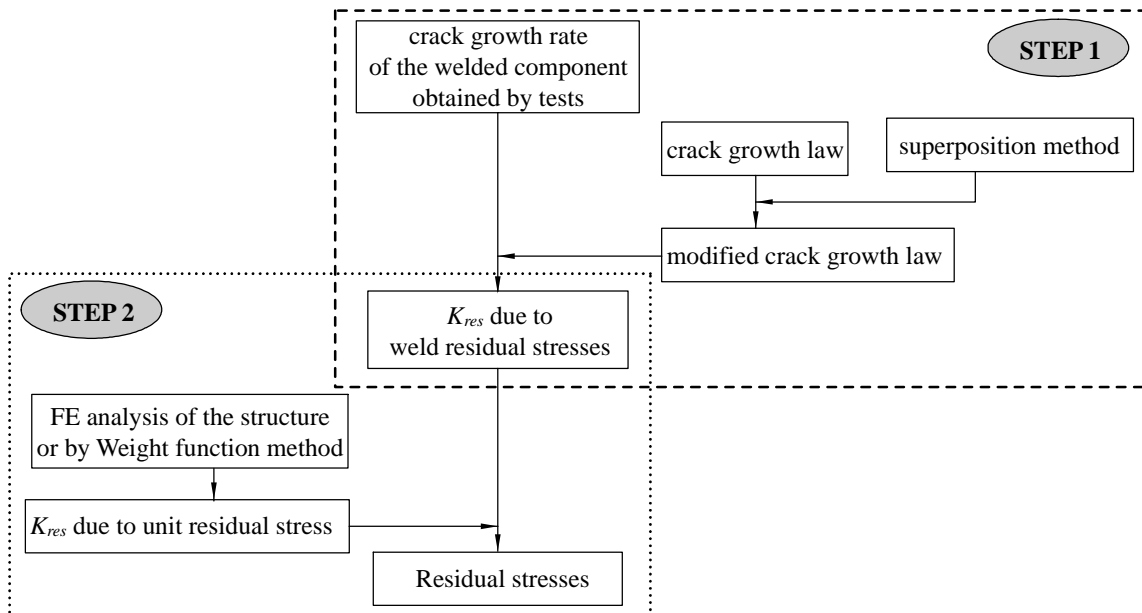 crack growth rate
of the welded component
obtained by tests
STEP 1
crack growth law
superposition method
modified crack growth law
STEP 2
Kres due to
weld residual stresses
FE analysis of the structure
or by Weight function method
Kres due to unit residual stress
Residual stresses